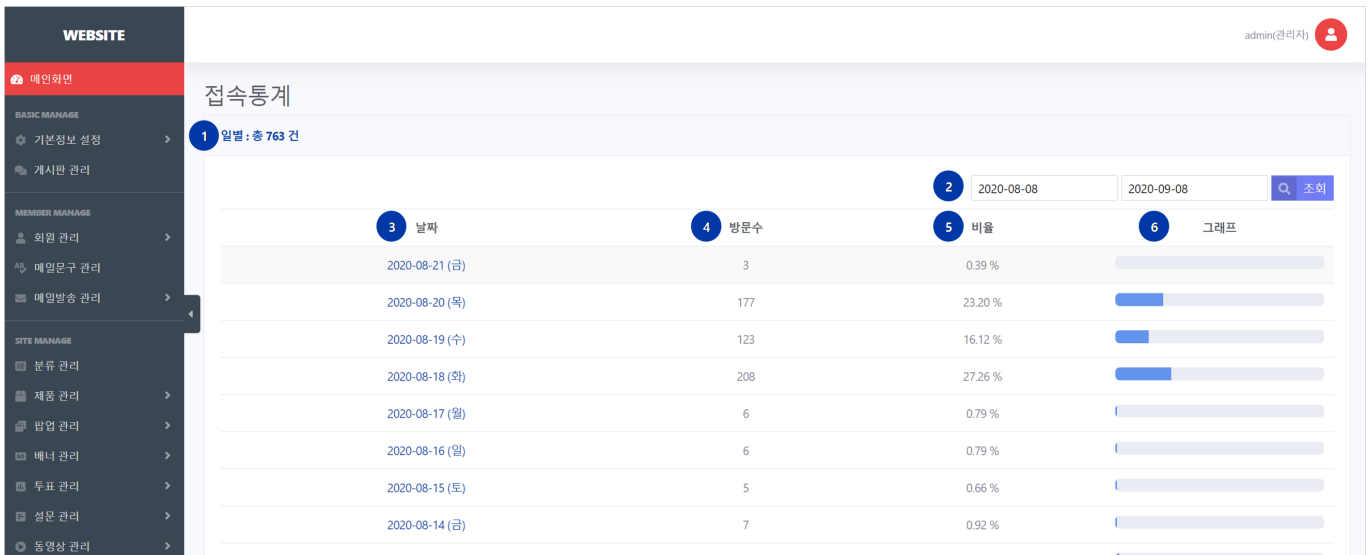 WEBSITE
admin(관리자)
메인화면
접속통계
BASIC MANAGE
1 일별 : 총 763 건
기본정보 설정
게시판 관리
2 2020-08-08 2020-09-08 조회
MEMBER MANAGE
3 날짜 4 방문수 5 비율 6 그래프
회원 관리
메일문구 관리
2020-08-21 (금) 3 0.39 %
메일발송 관리
2020-08-20 (목) 177 23.20 %
SITE MANAGE
2020-08-19 (수) 123 16.12 %
분류 관리
2020-08-18 (화) 208 27.26 %
제품 관리
2020-08-17 (월) 6 0.79 %
팝업 관리
배너 관리
2020-08-16 (일) 6 0.79 %
투표 관리
2020-08-15 (토) 5 0.66 %
설문 관리
2020-08-14 (금) 7 0.92 %
동영상 관리